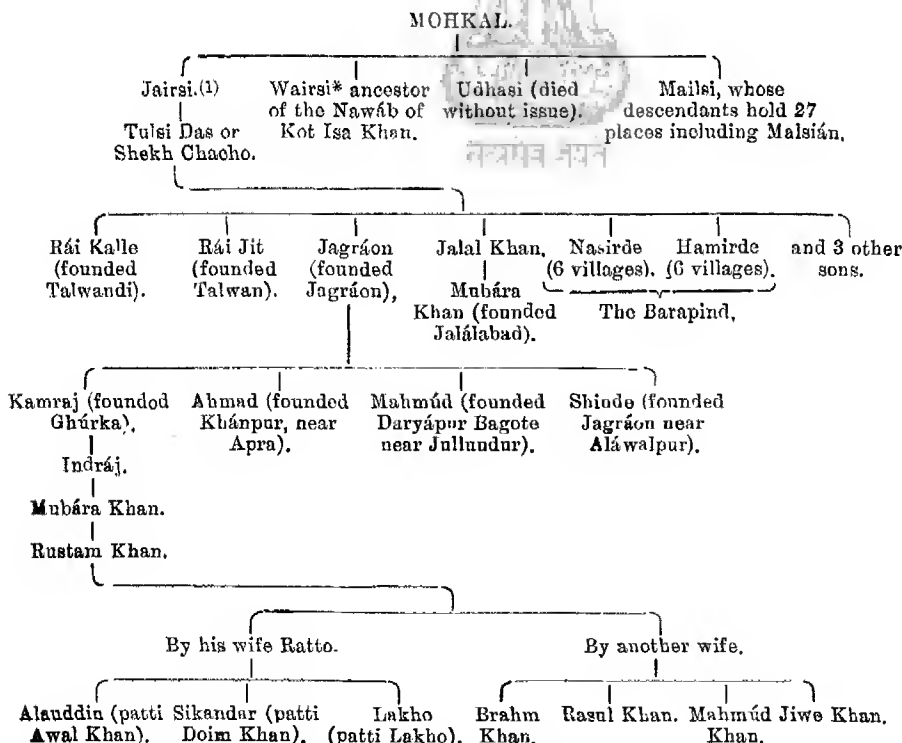 MOHKAL.
Jairsi.(1)
Tulsi Das or
Shekh Chacho.
Wairsi* ancestor
of the Nawáb of
Kot Isa Khan.
Udhasi (died
without issue).
Mailsi, whose
descendants hold 27
places including Malsián.
Rái Kalle
(founded
Talwandi).
Rái Jit
(founded
Talwan).
Jagráon
(founded
Jagráon),
Jalal Khan.
Mubára
Khan (founded
Jalálabad).
Nasirde
(6 villages).
Hamirde
(6 villages).
The Barapind,
and 3 other
sons.
Kamraj (founded
Ghúrka).
Indráj.
Mubára Khan.
Rustam Khan.
Ahmad (founded
Khánpur, near
Apra).
Mahmúd (founded
Daryápur Bagote
near Jullundur).
Shinde (founded
Jagráon near
Aláwalpur).
By his wife Ratto.
By another wife.
Alauddin (patti
Awal Khan).
Sikandar (patti
Doim Khan).
Lakho
(patti Lakho).
Brahm
Khan.
Rasul Khan.
Mahmúd
Khan.
Jiwe Khan.